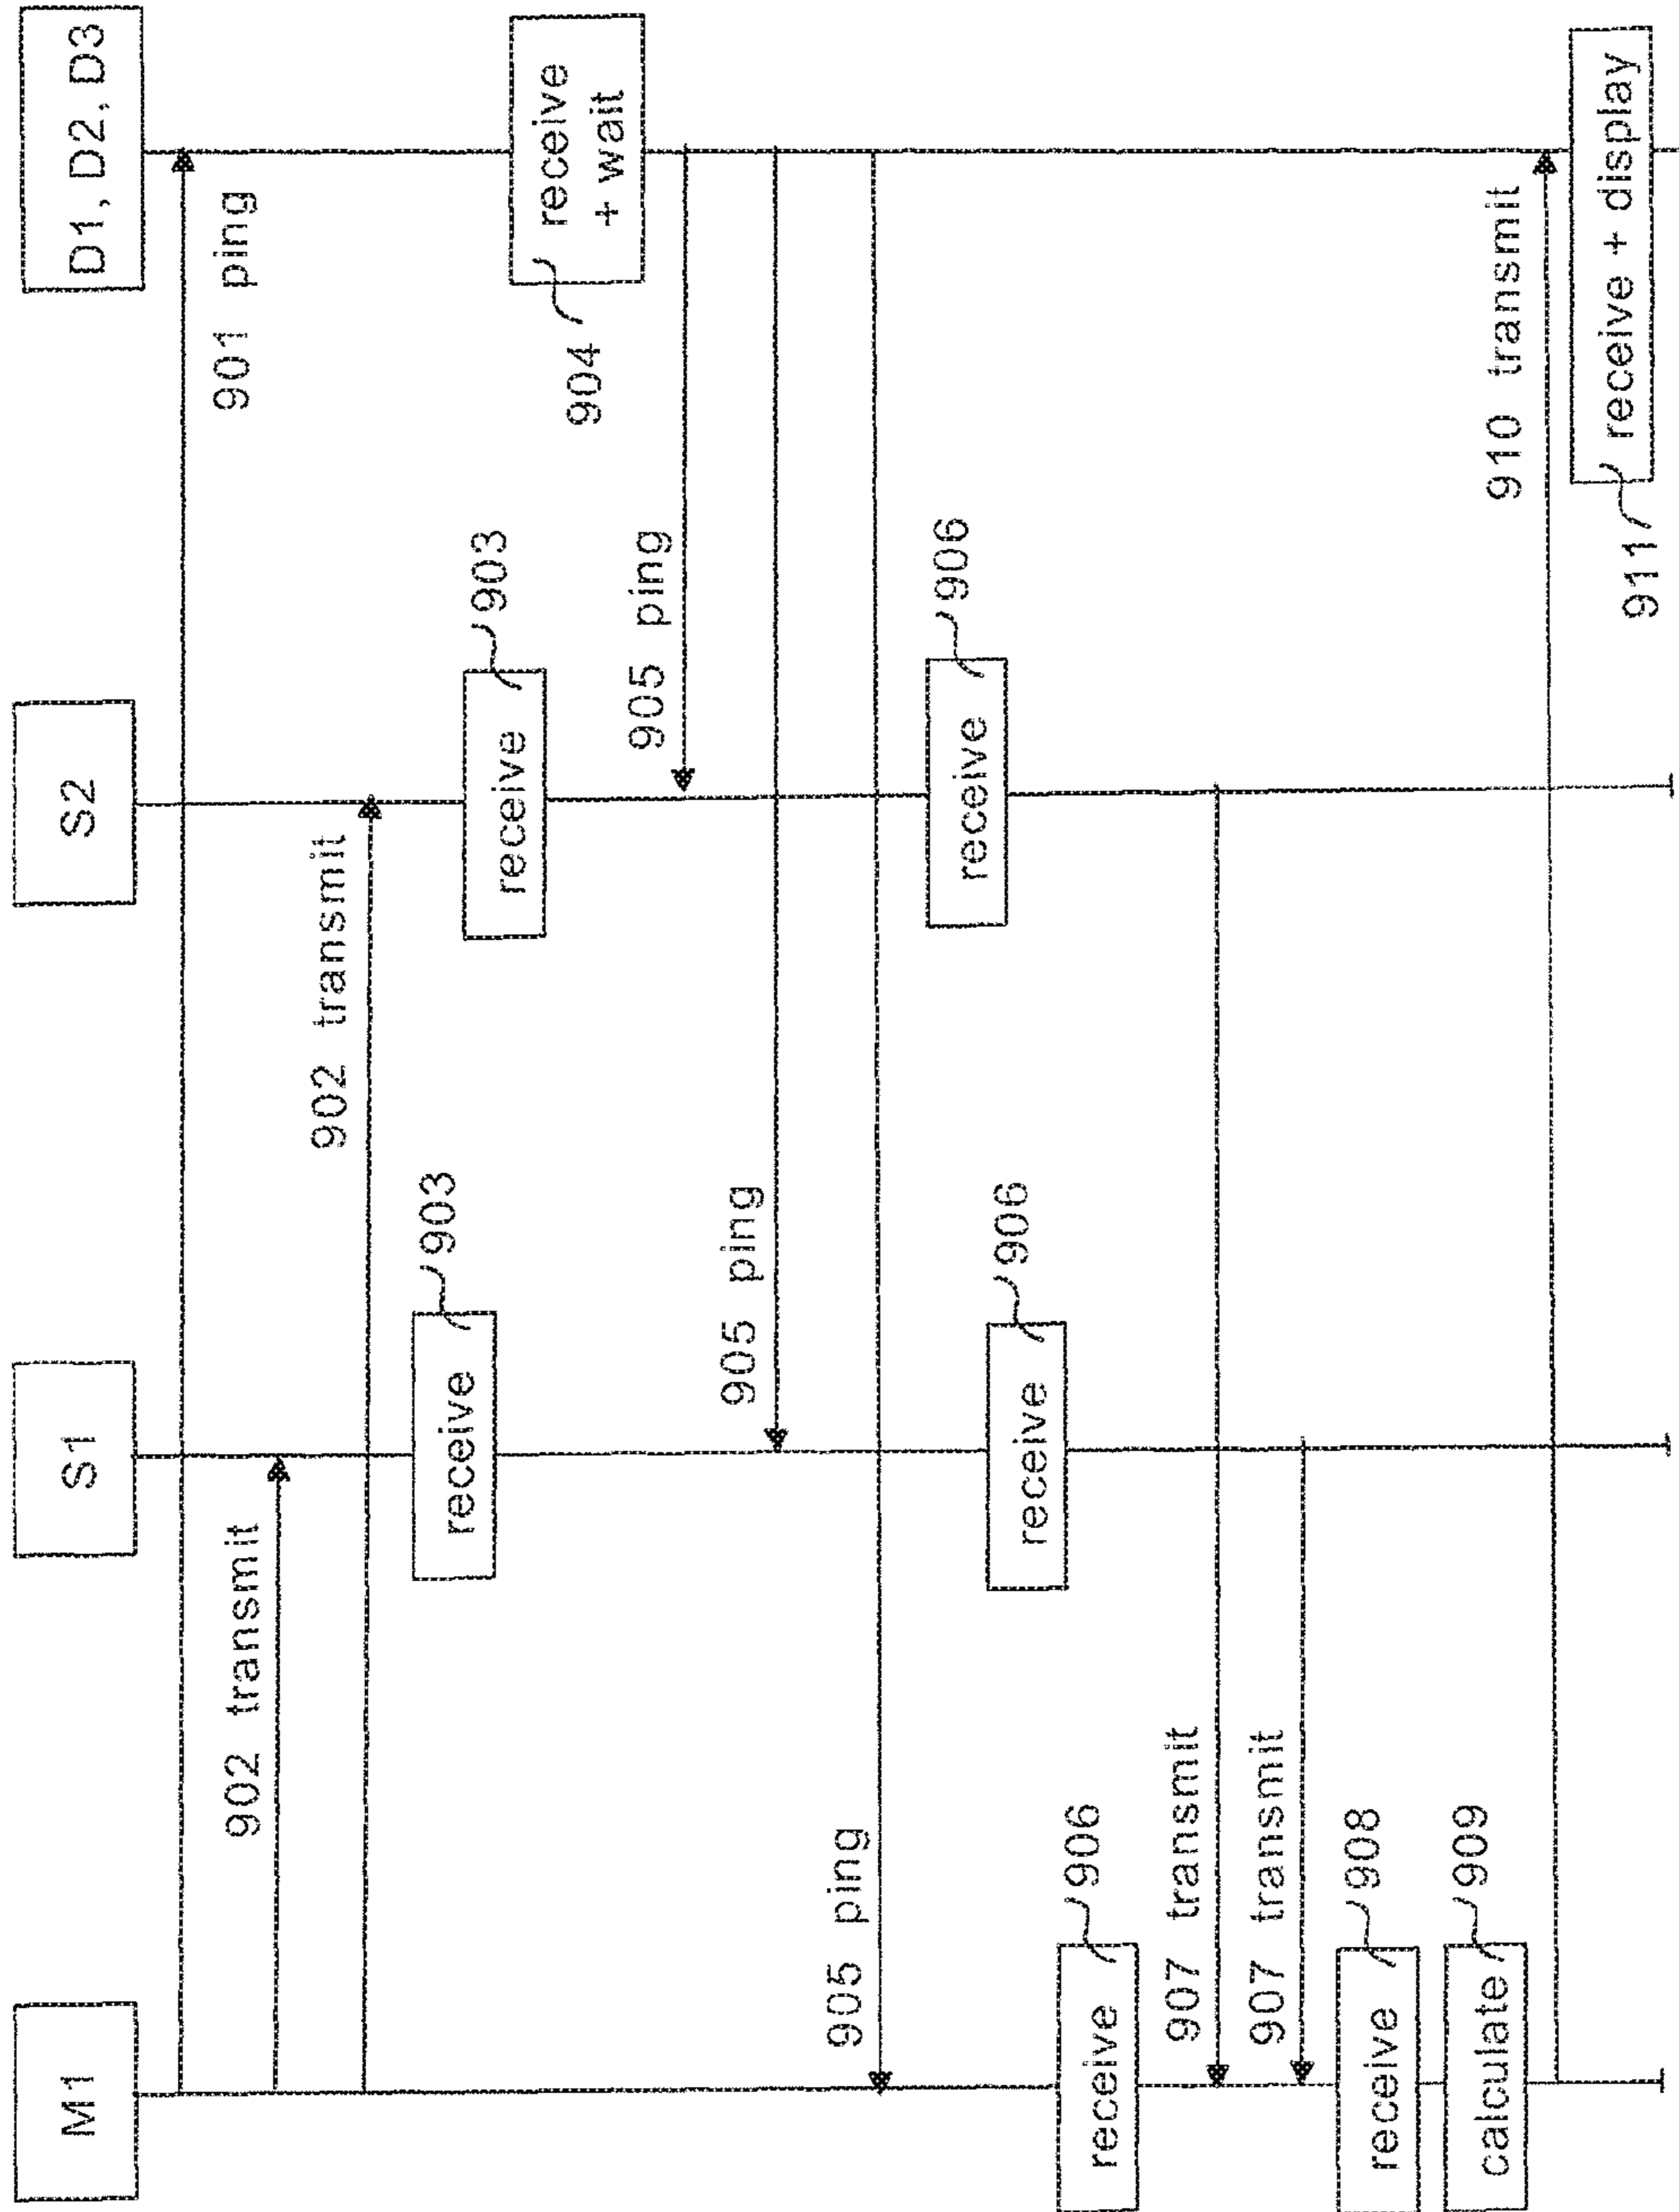 M1
S1
S2
D1, D2, D3
901 ping
902 transmit
902 transmit
receive
903
receive
903
receive
+ wait
904
905 ping
905 ping
905 ping
receive
906
receive
906
receive
906
907 transmit
907 transmit
receive
908
calculate
909
910 transmit
receive + display
911